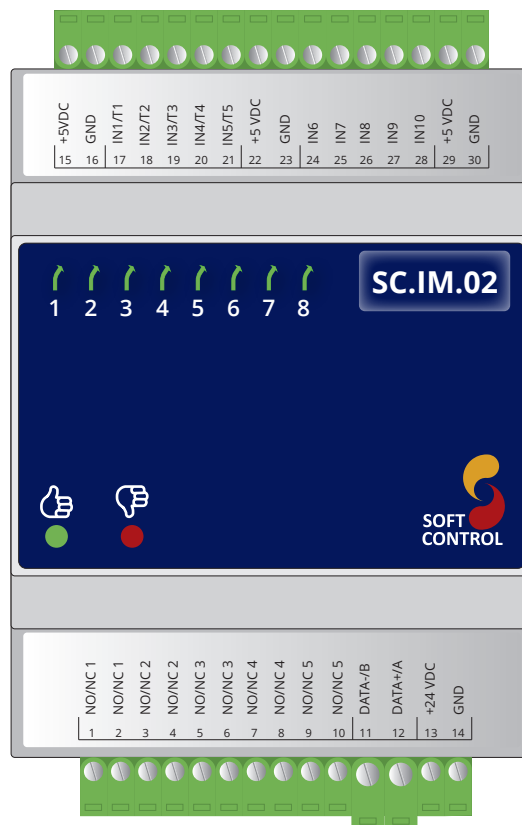 +5VDC GND IN1/T1 IN2/T2 IN3/T3 IN4/T4 IN5/T5 +5 VDC GND IN6 IN7 IN8 IN9 IN10 +5 VDC GND
15 16 17 18 19 20 21 22 23 24 25 26 27 28 29 30
SC.IM.02
1 2 3 4 5 6 7 8
SOFT
CONTROL
NO/NC 1 NO/NC 1 NO/NC 2 NO/NC 2 NO/NC 3 NO/NC 3 NO/NC 4 NO/NC 4 NO/NC 5 NO/NC 5 DATA-/B DATA+/A +24 VDC GND
1 2 3 4 5 6 7 8 9 10 11 12 13 14